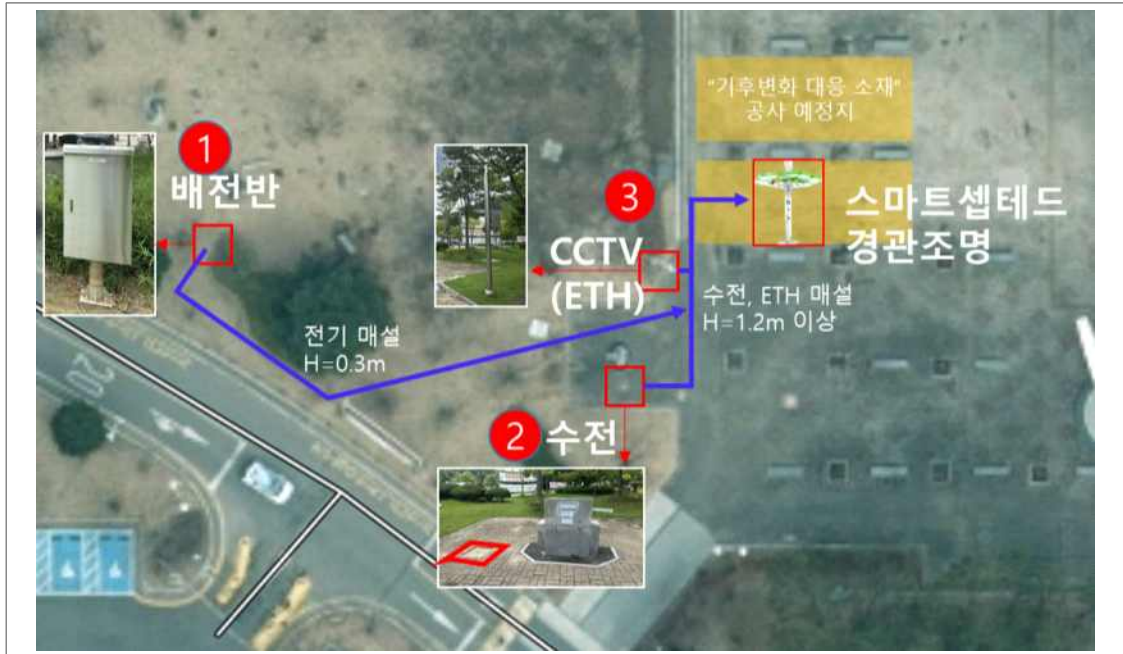 "기후변화 대응 소재"
공사 예정지
1
배전반
3
CCTV
(ETH)
스마트셉테드
경관조명
수전, ETH 매설
H=1.2m 이상
전기 매설
H=0.3m
2 수전